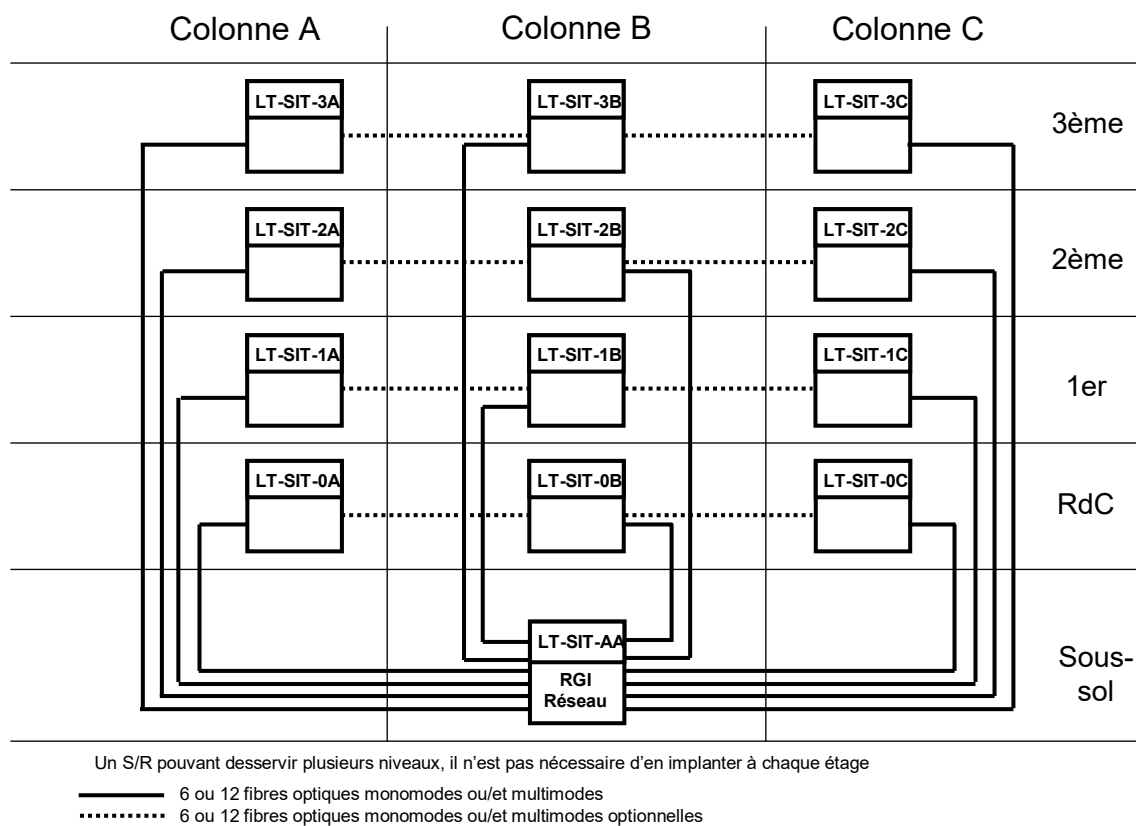 Colonne A
Colonne B
Colonne C
LT-SIT-3A
LT-SIT-3B
LT-SIT-3C
3ème
LT-SIT-2A
LT-SIT-2B
LT-SIT-2C
2ème
LT-SIT-1A
LT-SIT-1B
LT-SIT-1C
1er
LT-SIT-0A
LT-SIT-0B
LT-SIT-0C
RdC
LT-SIT-AA
RGI
Réseau
Sous-
sol
Un S/R pouvant desservir plusieurs niveaux, il n'est pas nécessaire d'en implanter à chaque étage
6 ou 12 fibres optiques monomodes ou/et multimodes
6 ou 12 fibres optiques monomodes ou/et multimodes optionnelles